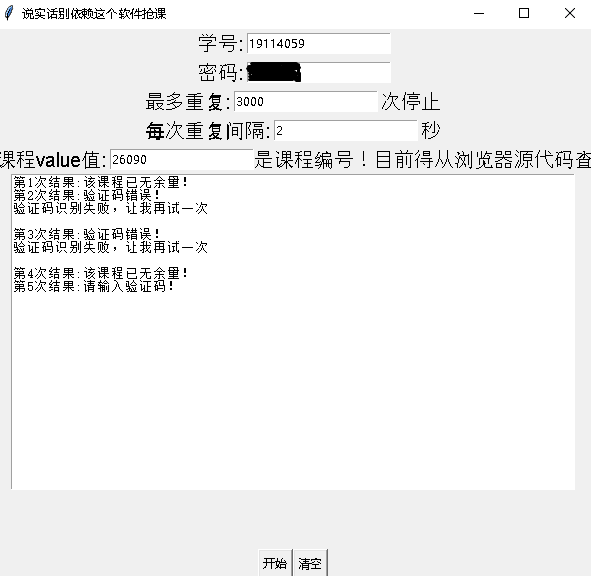 说实话别依赖这个软件抢课
学号: 19114059
密码:
最多重复: 3000 次停止
每次重复间隔: 2 秒
课程value值: 26090 是课程编号！目前得从浏览器源代码查
第1次结果:该课程已无余量！
第2次结果:验证码错误！
验证码识别失败，让我再试一次
第3次结果:验证码错误！
验证码识别失败，让我再试一次
第4次结果:该课程已无余量！
第5次结果:请输入验证码！
开始 清空